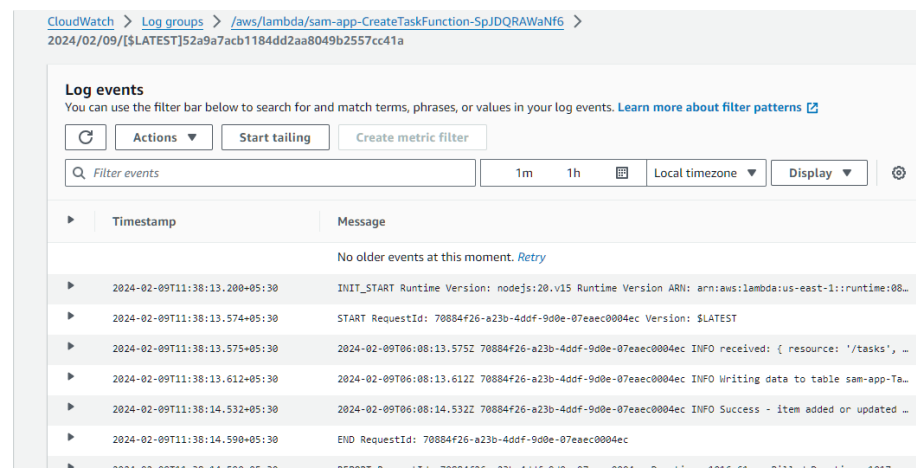 CloudWatch > Log groups > /aws/lambda/sam-app-CreateTaskFunction-SpJDQRAWaNf6 >
2024/02/09/[$LATEST]52a9a7acb1184dd2aa8049b2557cc41a
Log events
You can use the filter bar below to search for and match terms, phrases, or values in your log events. Learn more about filter patterns
Actions Start tailing Create metric filter
Filter events 1m 1h Local timezone Display
Timestamp Message
No older events at this moment. Retry
2024-02-09T11:38:13.200+05:30 INIT_START Runtime Version: nodejs:20.v15 Runtime Version ARN: arn:aws:lambda:us-east-1::runtime:08…
2024-02-09T11:38:13.574+05:30 START RequestId: 70884f26-a23b-4ddf-9d0e-07eaec0004ec Version: $LATEST
2024-02-09T11:38:13.575+05:30 2024-02-09T06:08:13.575Z 70884f26-a23b-4ddf-9d0e-07eaec0004ec INFO received: { resource: '/tasks', …
2024-02-09T11:38:13.612+05:30 2024-02-09T06:08:13.612Z 70884f26-a23b-4ddf-9d0e-07eaec0004ec INFO Writing data to table sam-app-Ta…
2024-02-09T11:38:14.532+05:30 2024-02-09T06:08:14.532Z 70884f26-a23b-4ddf-9d0e-07eaec0004ec INFO Success - item added or updated …
2024-02-09T11:38:14.590+05:30 END RequestId: 70884f26-a23b-4ddf-9d0e-07eaec0004ec